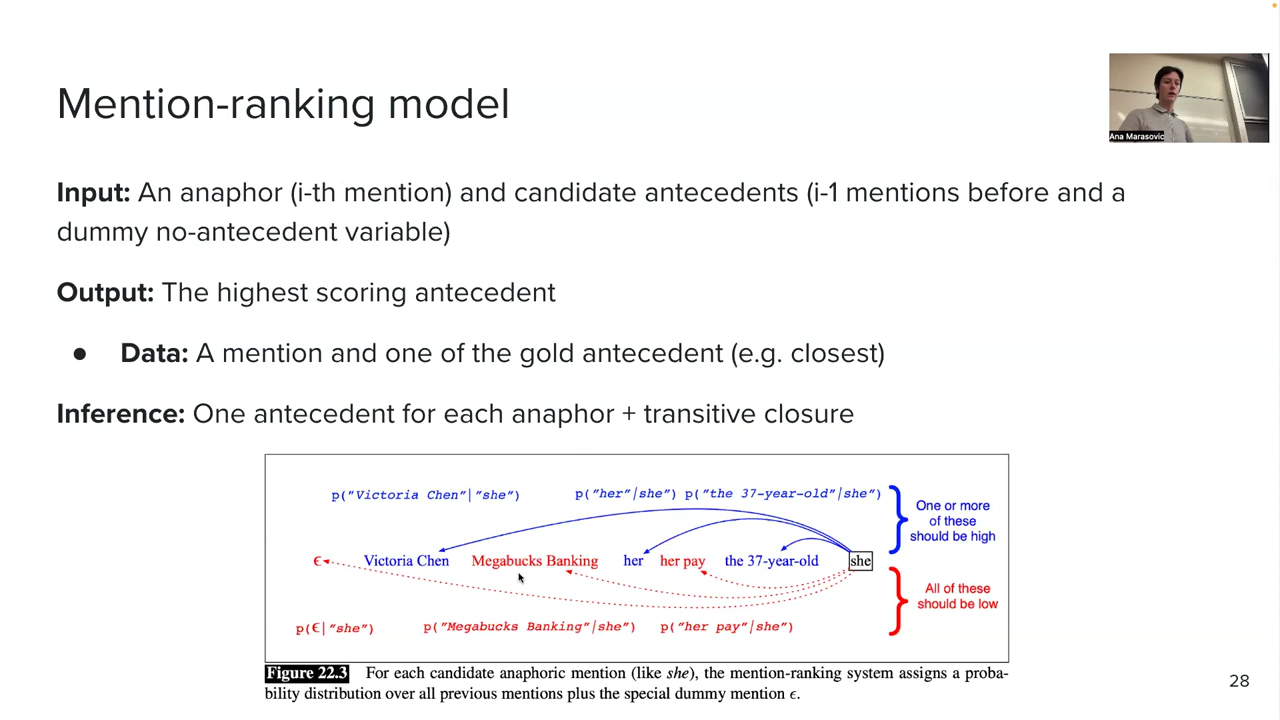 Mention-ranking model
Ana Marasovic
Input: An anaphor (i-th mention) and candidate antecedents (i-1 mentions before and a
dummy no-antecedent variable)
Output: The highest scoring antecedent
● Data: A mention and one of the gold antecedent (e.g. closest)
Inference: One antecedent for each anaphor + transitive closure
p("Victoria Chen"|"she") p("her"|she") p("the 37-year-old"|she")
One or more
of these
should be high
ϵ Victoria Chen Megabucks Banking her her pay the 37-year-old she
All of these
should be low
p(ϵ|"she") p("Megabucks Banking"|she") p("her pay"|she")
Figure 22.3 For each candidate anaphoric mention (like she), the mention-ranking system assigns a proba-
bility distribution over all previous mentions plus the special dummy mention ϵ.
28